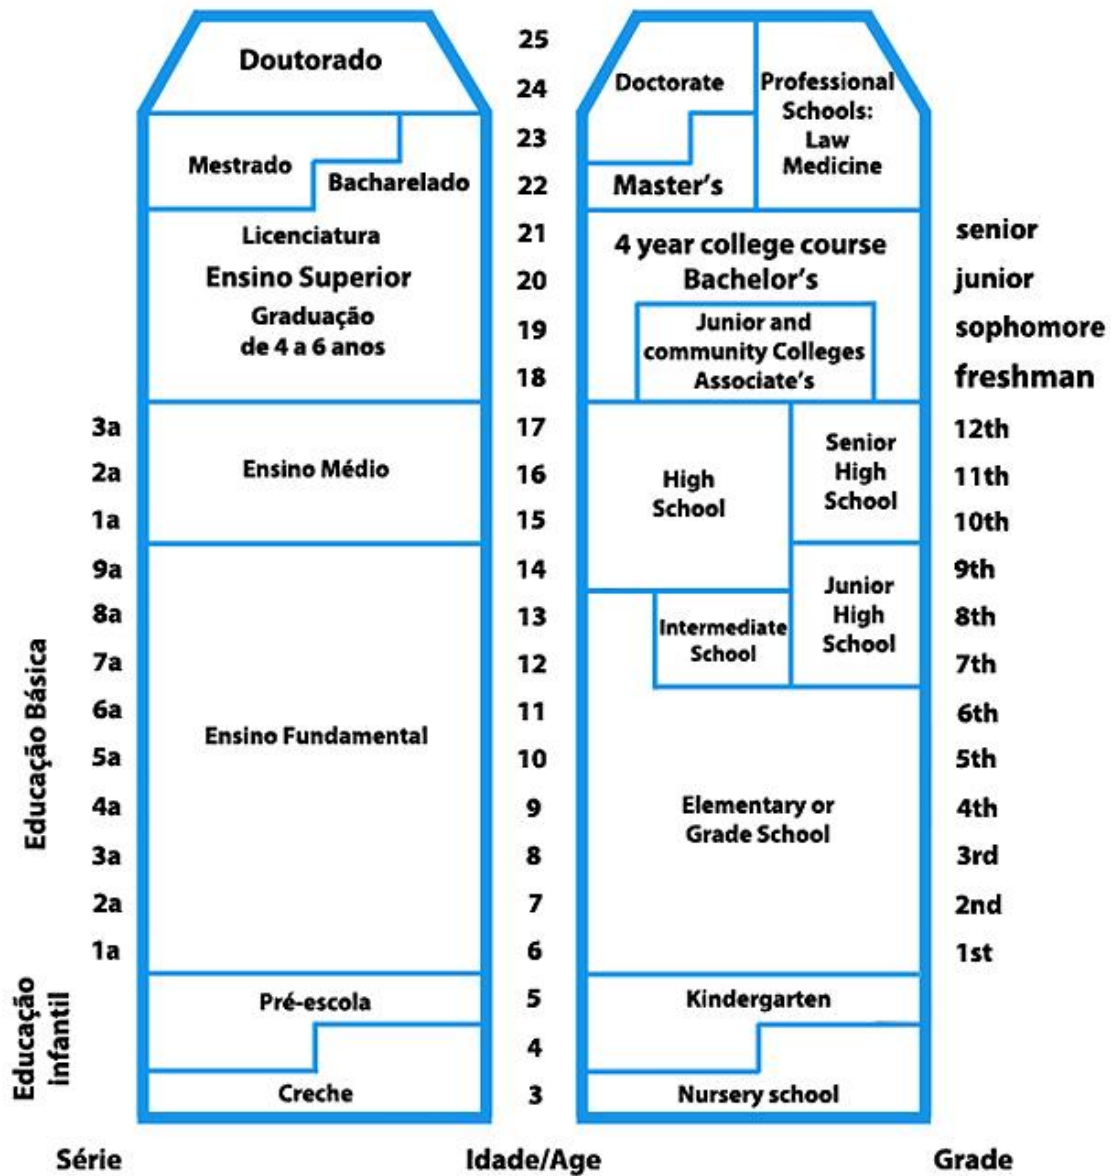 Doutorado
Mestrado
Bacharelado
Licenciatura
Ensino Superior
Graduação
de 4 a 6 anos
Ensino Médio
Ensino Fundamental
Pré-escola
Creche
3a
2a
1a
9a
8a
7a
6a
5a
4a
3a
2a
1a
Educação Básica
Educação
infantil
25
24
23
22
21
20
19
18
17
16
15
14
13
12
11
10
9
8
7
6
5
4
3
Doctorate
Professional
Schools:
Law
Medicine
Master's
4 year college course
Bachelor's
Junior and
community Colleges
Associate's
High
School
Senior
High
School
Junior
High
School
Intermediate
School
Elementary or
Grade School
Kindergarten
Nursery school
senior
junior
sophomore
freshman
12th
11th
10th
9th
8th
7th
6th
5th
4th
3rd
2nd
1st
Série
Idade/Age
Grade